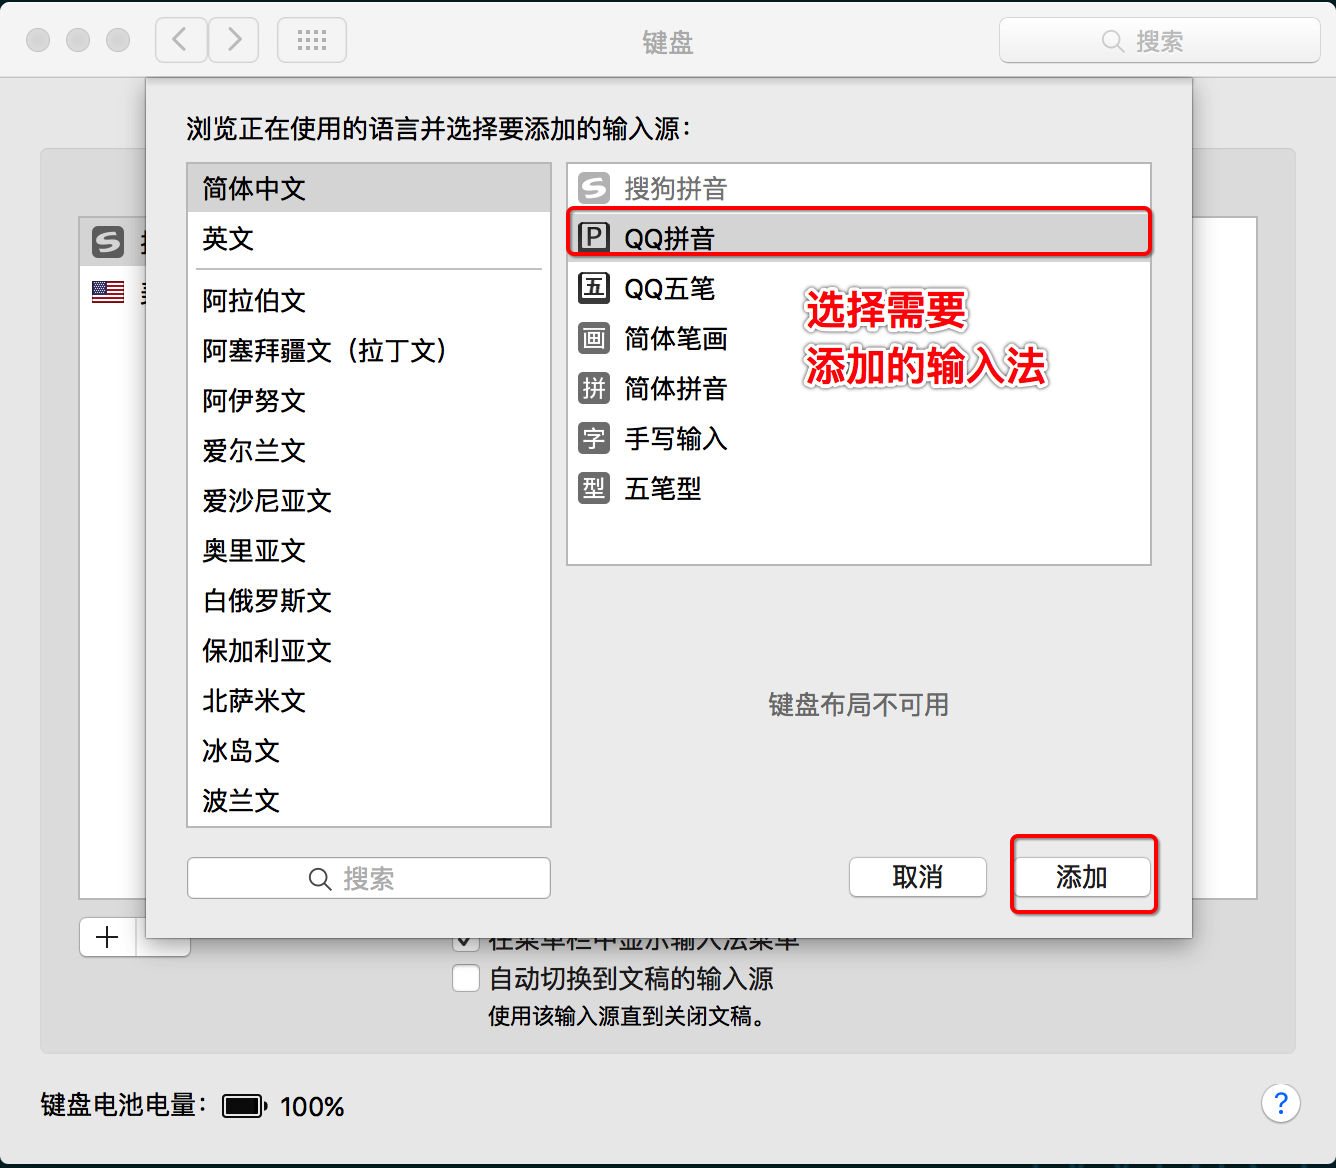 键盘
搜索
浏览正在使用的语言并选择要添加的输入源：
简体中文
英文
阿拉伯文
阿塞拜疆文（拉丁文）
阿伊努文
爱尔兰文
爱沙尼亚文
奥里亚文
白俄罗斯文
保加利亚文
北萨米文
冰岛文
波兰文
搜索
搜狗拼音
P QQ拼音
五 QQ五笔
画 简体笔画
拼 简体拼音
字 手写输入
型 五笔型
选择需要
添加的输入法
键盘布局不可用
取消
添加
在菜单栏中显示输入法菜单
自动切换到文稿的输入源
使用该输入源直到关闭文稿。
键盘电池电量： 100%
?